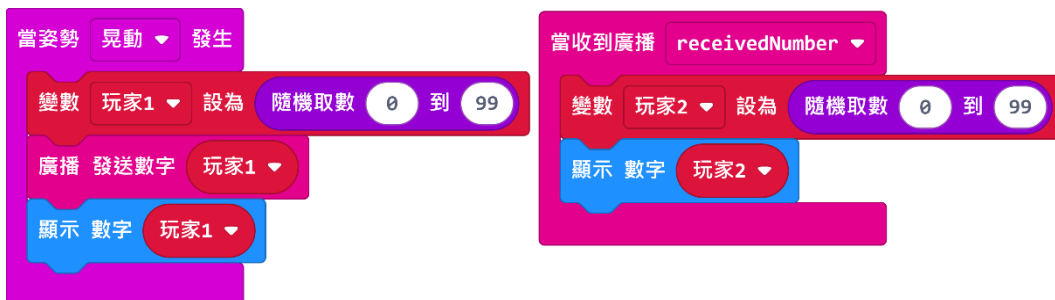 當姿勢 晃動 發生
變數 玩家1 設為 隨機取數 0 到 99
廣播 發送數字 玩家1
顯示 數字 玩家1
當收到廣播 receivedNumber
變數 玩家2 設為 隨機取數 0 到 99
顯示 數字 玩家2